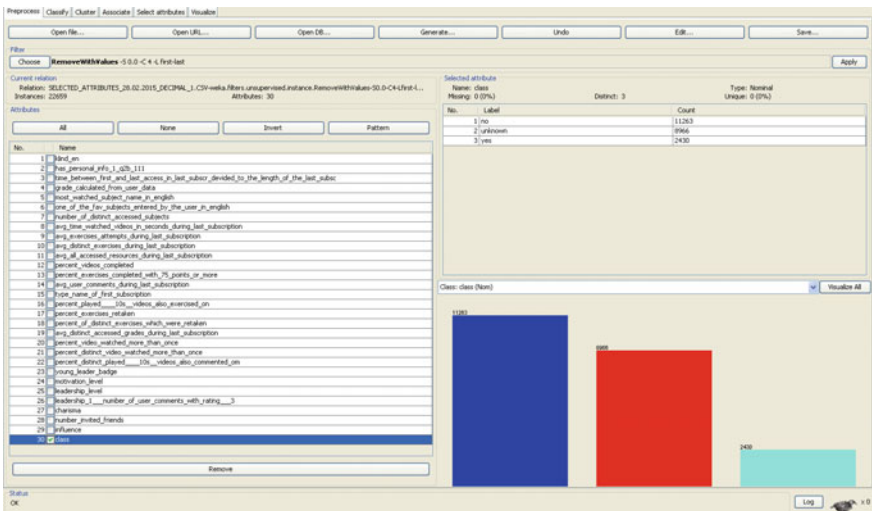 Preprocess Classify Cluster Associate Select attributes Visualize
Open file... Open URL... Open DB... Generate... Undo Edit... Save...
Filter
Choose RemoveWithValues -S 0.0 -C 4 -L first-last Apply
Current relation
Relation: SELECTED_ATTRIBUTES_28.02.2015_DECIMAL_1.CSV-weka.filters.unsupervised.instance.RemoveWithValues-S0.0-C4-Lfirst-l...
Instances: 22659 Attributes: 30
Attributes
All None Invert Pattern
No. Name
1 kind_en
2 has_personal_info_1_q2b_111
3 time_between_first_and_last_access_in_last_subscr_devided_to_the_length_of_the_last_subsc
4 grade_calculated_from_user_data
5 most_watched_subject_name_in_english
6 one_of_the_fav_subjects_entered_by_the_user_in_english
7 number_of_distinct_accessed_subjects
8 avg_time_watched_videos_in_seconds_during_last_subscription
9 avg_exercises_attempts_during_last_subscription
10 avg_distinct_exercises_during_last_subscription
11 avg_all_accessed_resources_during_last_subscription
12 percent_videos_completed
13 percent_exercises_completed_with_75_points_or_more
14 avg_user_comments_during_last_subscription
15 type_name_of_first_subscription
16 percent_played____10s__videos_also_exercised_on
17 percent_exercises_retaken
18 percent_of_distinct_exercises_which_were_retaken
19 avg_distinct_accessed_grades_during_last_subscription
20 percent_video_watched_more_than_once
21 percent_distinct_video_watched_more_than_once
22 percent_distinct_played____10s__videos_also_commented_om
23 young_leader_badge
24 motivation_level
25 leadership_level
26 leadership_1___number_of_user_comments_with_rating___3
27 charisma
28 number_invited_friends
29 influence
30 class
Remove
Selected attribute
Name: class Type: Nominal
Missing: 0 (0%) Distinct: 3 Unique: 0 (0%)
No. Label Count
1 no 11263
2 unknown 8966
3 yes 2430
Class: class (Nom) Visualize All
11263
8966
2430
Status
OK
Log x 0